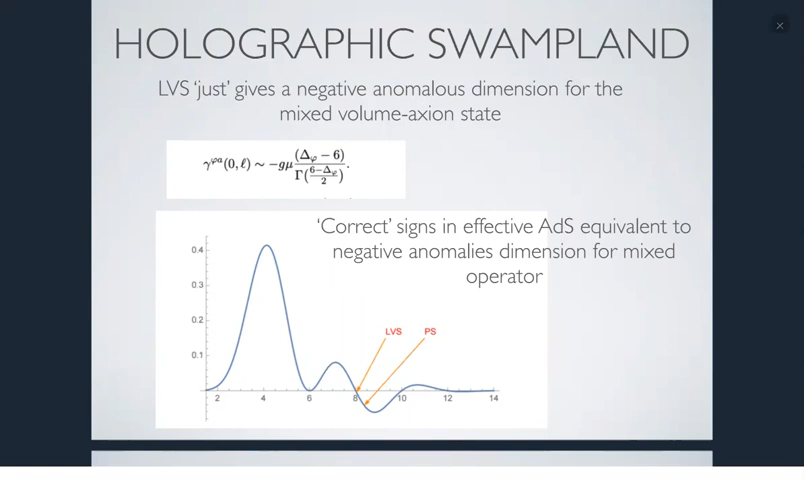 HOLOGRAPHIC SWAMPLAND
LVS 'just' gives a negative anomalous dimension for the
mixed volume-axion state
γ^{φa}(0, ℓ) ∼ −gμ (Δ_φ − 6) / Γ((6−Δ_φ)/2).
'Correct' signs in effective AdS equivalent to
negative anomalies dimension for mixed
operator
0.4
0.3
0.2
0.1
LVS PS
2 4 6 8 10 12 14